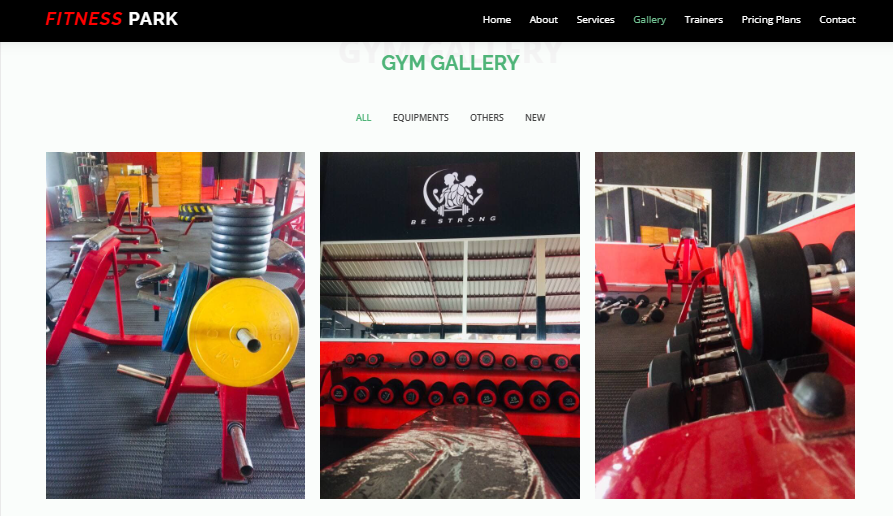 FITNESS PARK
Home About Services Gallery Trainers Pricing Plans Contact
GYM GALLERY
GYM GALLERY
ALL EQUIPMENTS OTHERS NEW
BE STRONG